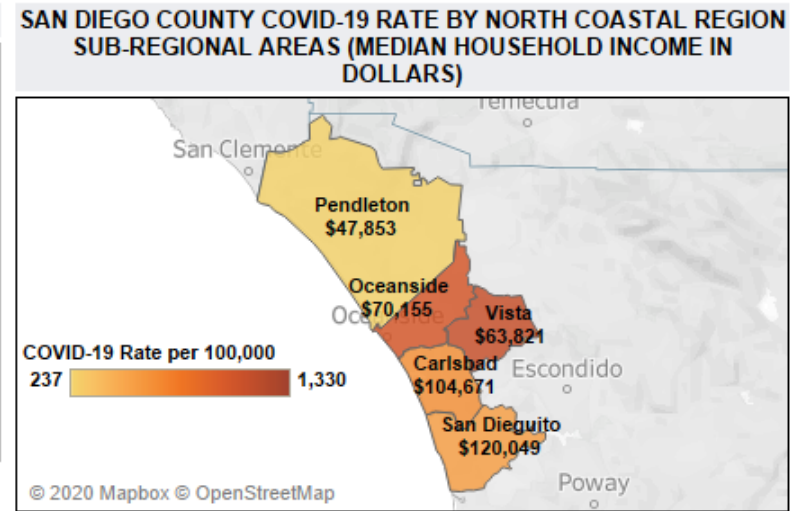 SAN DIEGO COUNTY COVID-19 RATE BY NORTH COASTAL REGION
SUB-REGIONAL AREAS (MEDIAN HOUSEHOLD INCOME IN
DOLLARS)
Temecula
San Clemente
Pendleton
$47,853
Oceanside
$70,155
Oceanside
Vista
$63,821
COVID-19 Rate per 100,000
237
1,330
Carlsbad
$104,671
Escondido
San Dieguito
$120,049
Poway
© 2020 Mapbox © OpenStreetMap